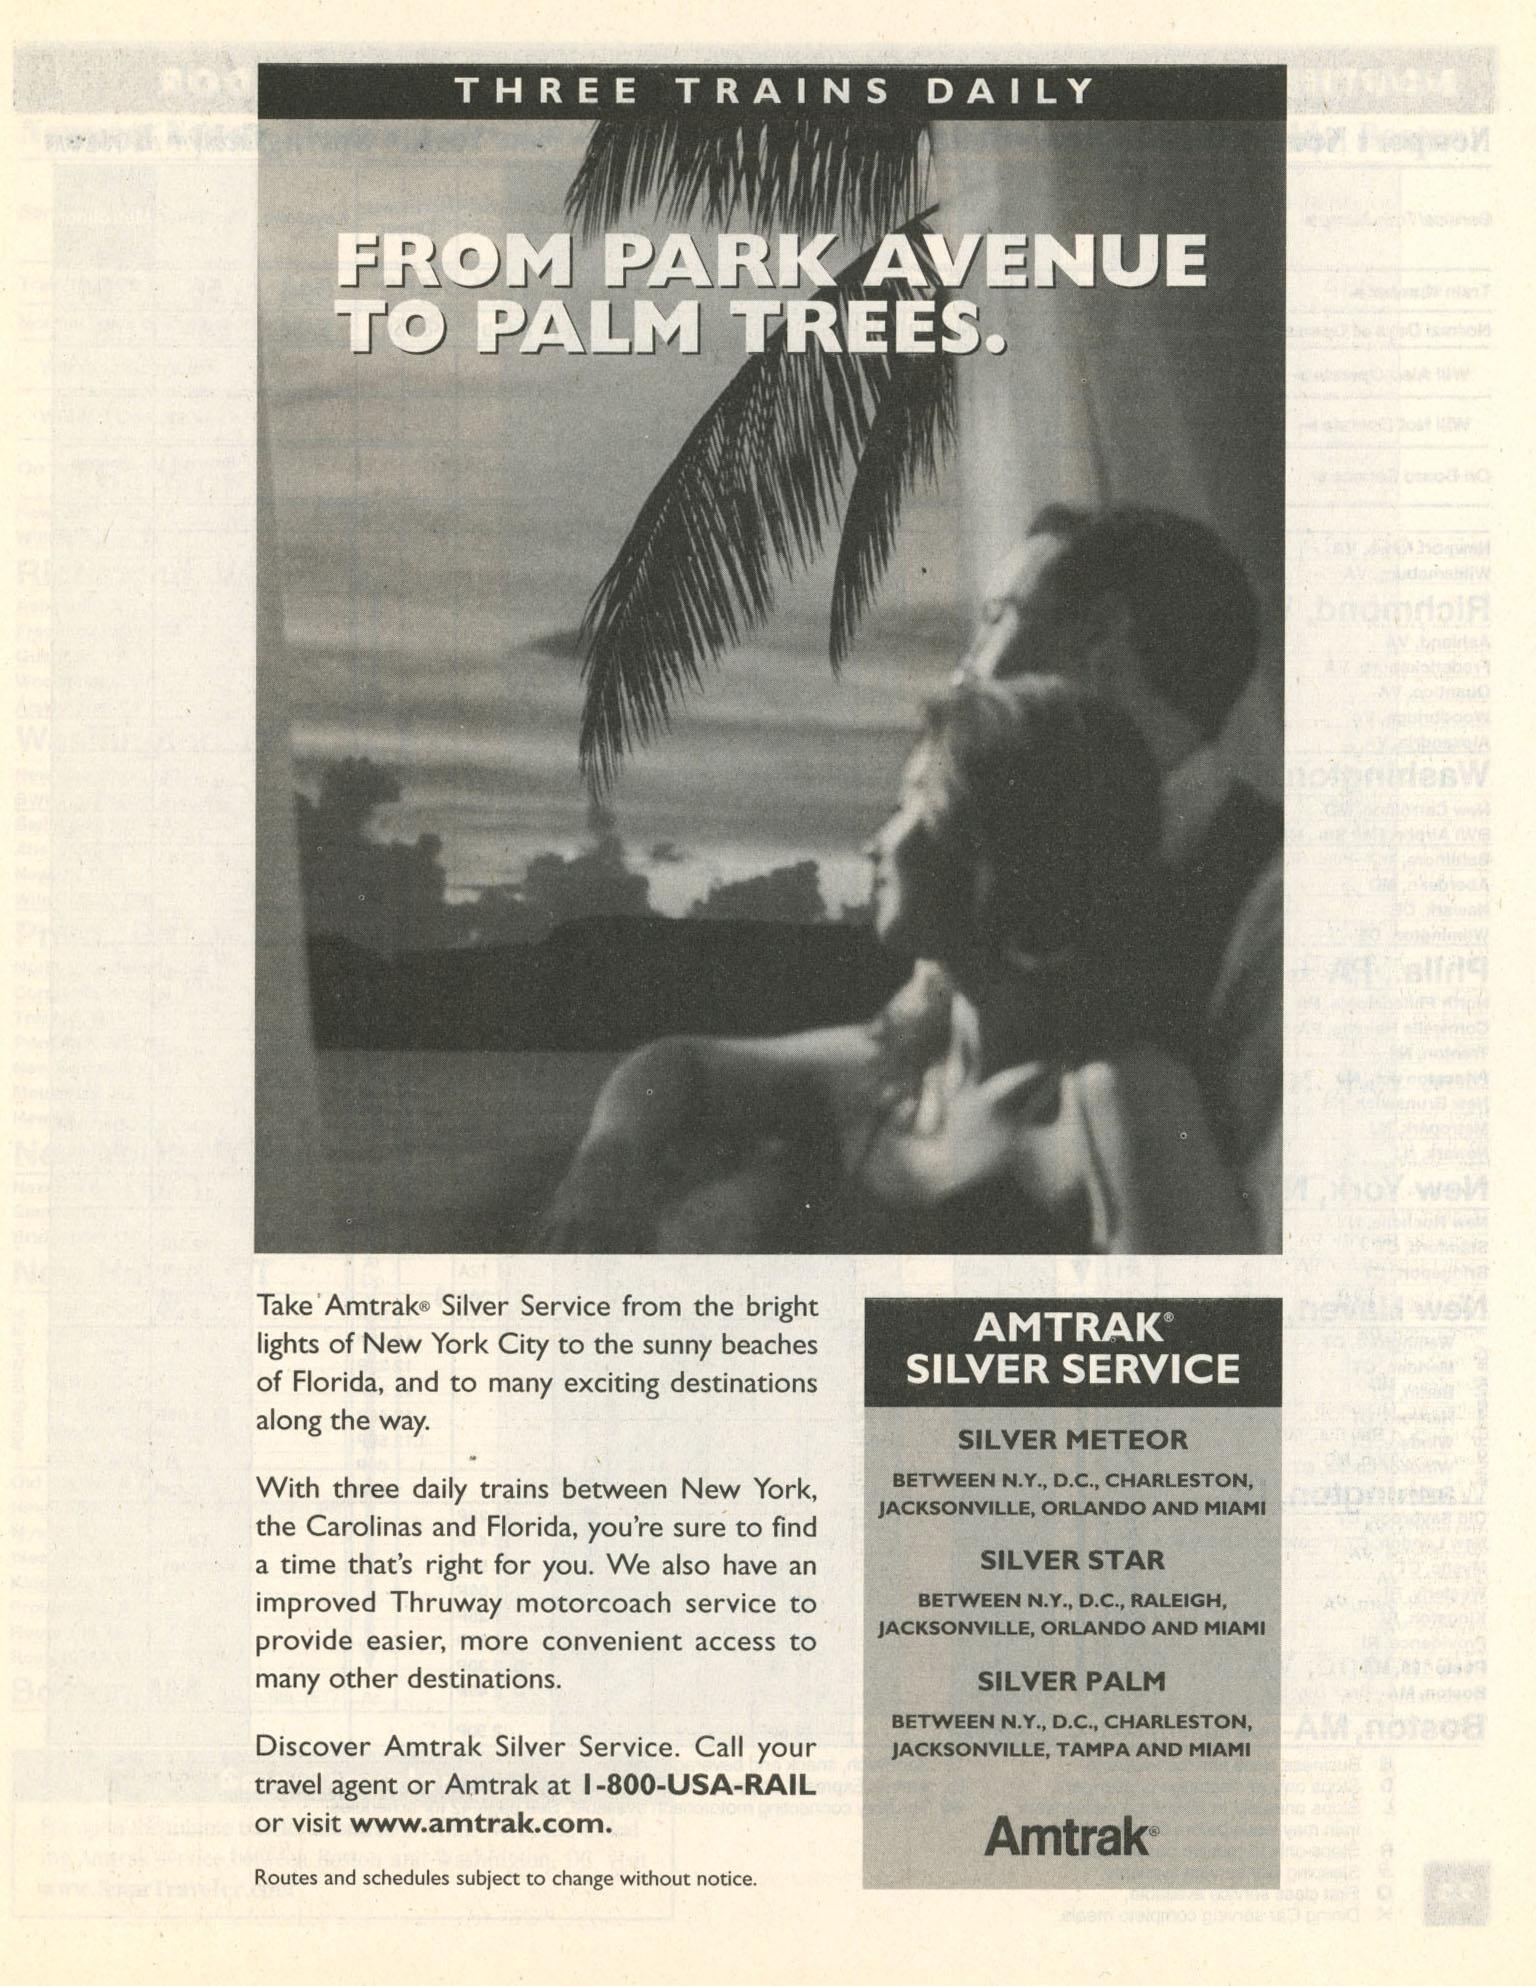 THREE TRAINS DAILY
FROM PARK AVENUE
TO PALM TREES.
Take Amtrak® Silver Service from the bright
lights of New York City to the sunny beaches
of Florida, and to many exciting destinations
along the way.
With three daily trains between New York,
the Carolinas and Florida, you're sure to find
a time that's right for you. We also have an
improved Thruway motorcoach service to
provide easier, more convenient access to
many other destinations.
Discover Amtrak Silver Service. Call your
travel agent or Amtrak at 1-800-USA-RAIL
or visit www.amtrak.com.
Routes and schedules subject to change without notice.
AMTRAK®
SILVER SERVICE
SILVER METEOR
BETWEEN N.Y., D.C., CHARLESTON,
JACKSONVILLE, ORLANDO AND MIAMI
SILVER STAR
BETWEEN N.Y., D.C., RALEIGH,
JACKSONVILLE, ORLANDO AND MIAMI
SILVER PALM
BETWEEN N.Y., D.C., CHARLESTON,
JACKSONVILLE, TAMPA AND MIAMI
Amtrak®